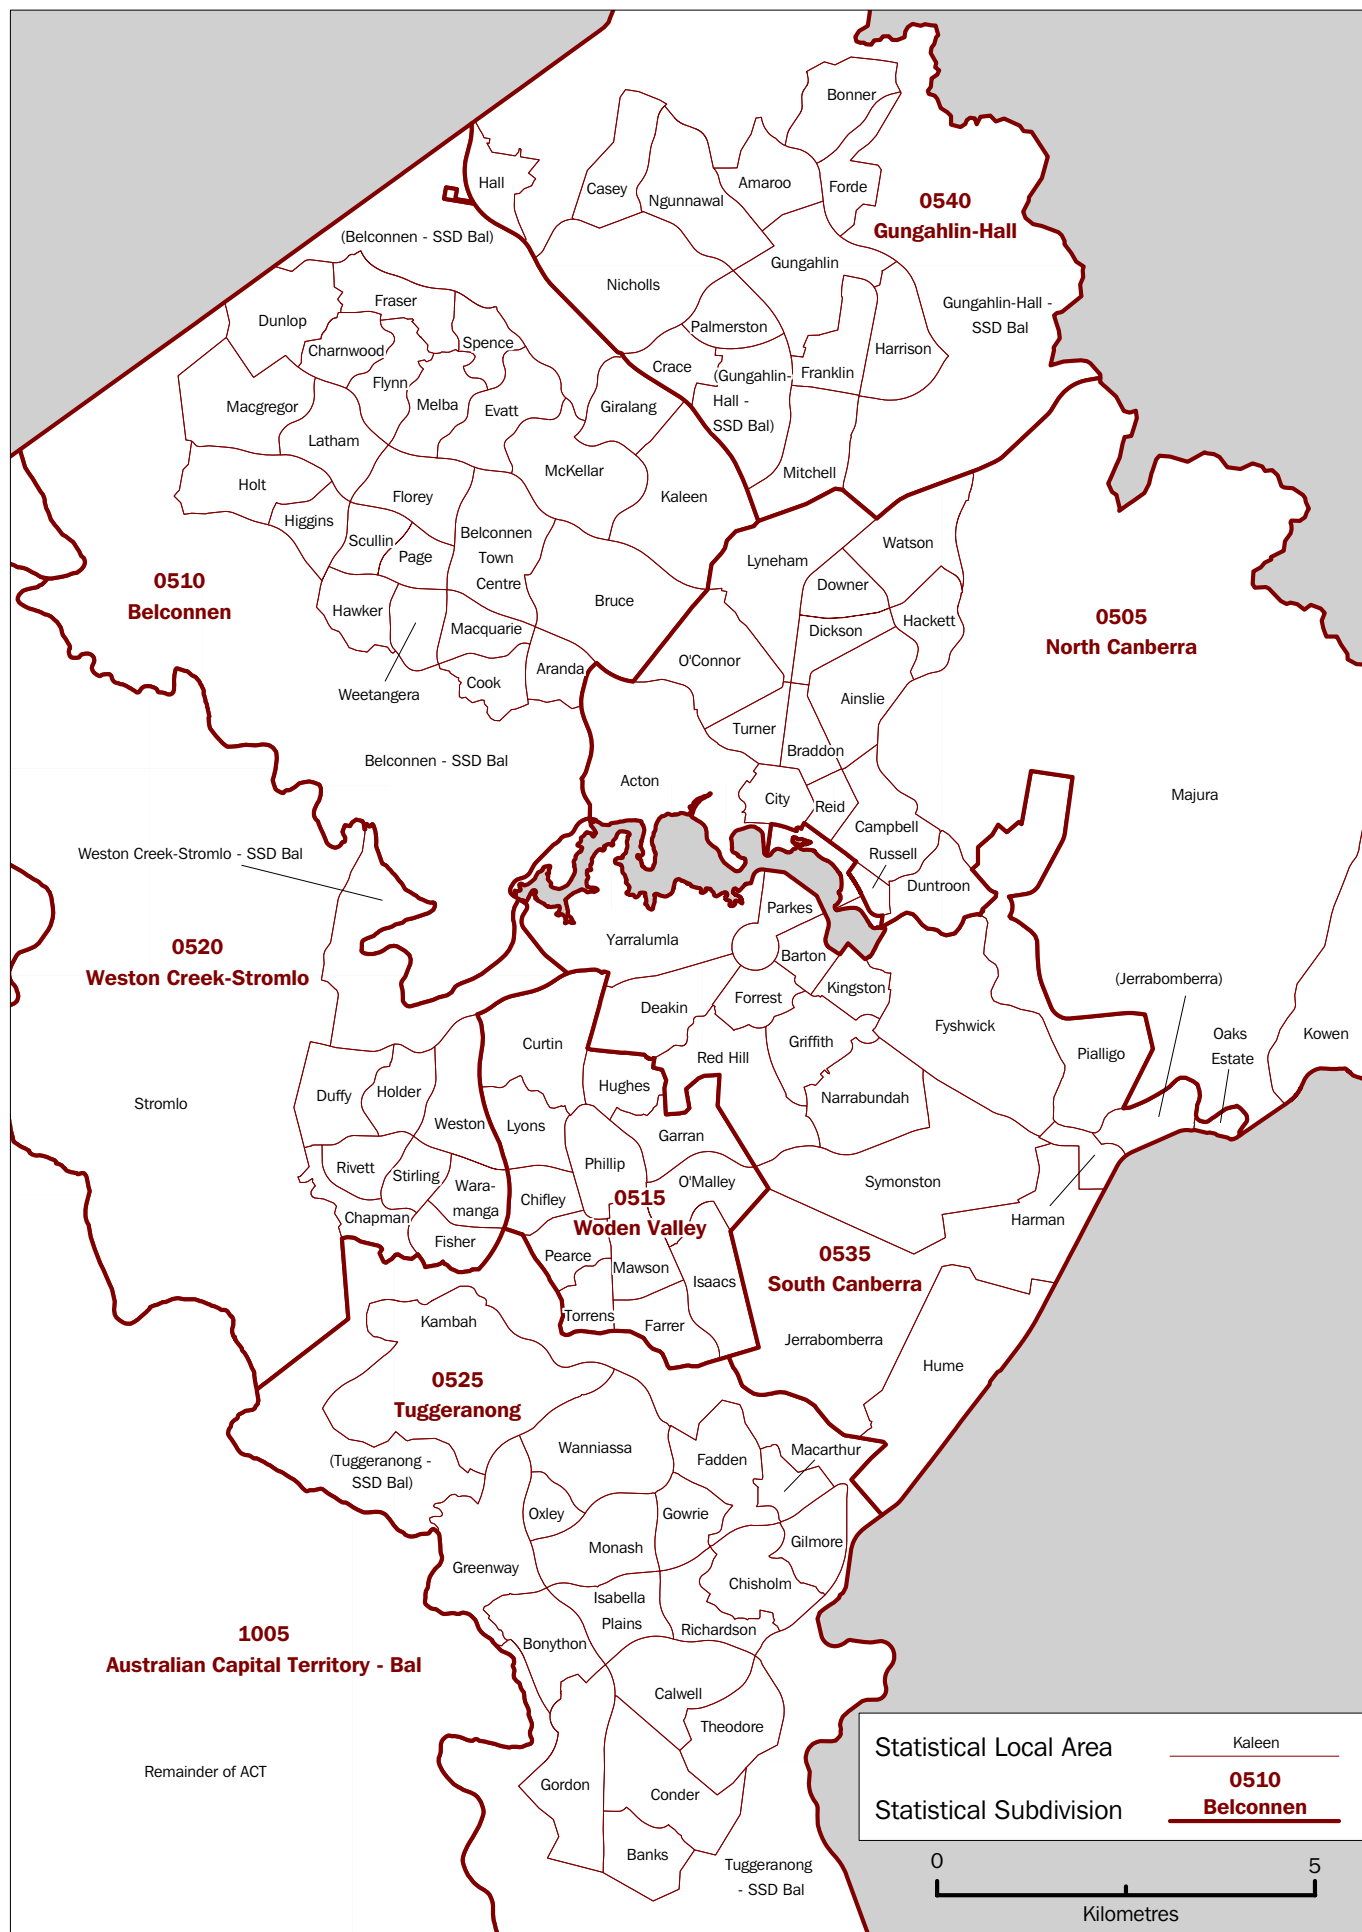 Bonner
Hall
Casey
Ngunnawal
Amaroo
Forde
0540
Gungahlin-Hall
(Belconnen - SSD Bal)
Nicholls
Gungahlin
Gungahlin-Hall -
SSD Bal
Dunlop
Fraser
Charnwood
Spence
Palmerston
Crace
(Gungahlin-
Hall -
SSD Bal)
Franklin
Harrison
Flynn
Melba
Evatt
Giralang
Macgregor
Latham
McKellar
Mitchell
Holt
Florey
Kaleen
Higgins
Scullin
Page
Belconnen
Town
Centre
Lyneham
Watson
Downer
0510
Belconnen
Hawker
Macquarie
Bruce
Dickson
Hackett
0505
North Canberra
Weetangera
Cook
Aranda
O'Connor
Ainslie
Turner
Braddon
Belconnen - SSD Bal
Acton
City
Reid
Majura
Campbell
Weston Creek-Stromlo - SSD Bal
Russell
Duntroon
0520
Weston Creek-Stromlo
Yarralumla
Parkes
Barton
Deakin
Forrest
Kingston
(Jerrabomberra)
Curtin
Red Hill
Griffith
Fyshwick
Pialligo
Oaks
Estate
Kowen
Stromlo
Duffy
Holder
Weston
Hughes
Narrabundah
Lyons
Garran
Rivett
Stirling
Wara-
manga
Phillip
O'Malley
Symonston
Chifley
0515
Woden Valley
Harman
Chapman
Fisher
Pearce
Mawson
Isaacs
0535
South Canberra
Torrens
Farrer
Kambah
Jerrabomberra
Hume
0525
Tuggeranong
(Tuggeranong -
SSD Bal)
Wanniassa
Fadden
Macarthur
Oxley
Gowrie
Monash
Gilmore
Greenway
Chisholm
Isabella
Plains
Richardson
Bonython
1005
Australian Capital Territory - Bal
Calwell
Theodore
Remainder of ACT
Gordon
Conder
Banks
Tuggeranong
- SSD Bal
Statistical Local Area
Kaleen
Statistical Subdivision
0510
Belconnen
0
5
Kilometres